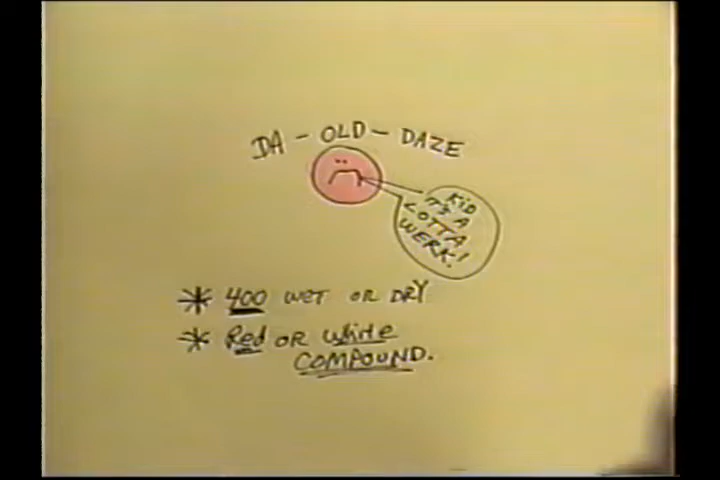 DA - OLD - DAZE
KID
IT'S A
LOTTA
WERK!
* 400 WET OR DRY
* Red OR White
COMPOUND.